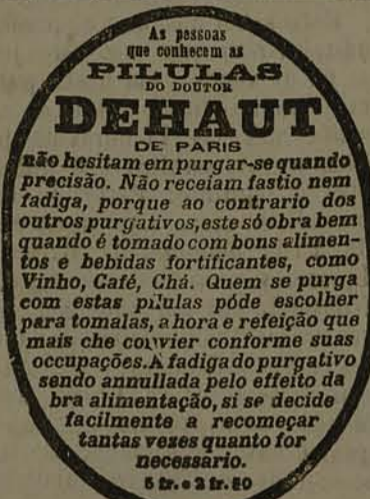 As pessoas
que conhecem as
PILULAS
DO DOUTOR
DEHAUT
DE PARIS
não hesitam em purgar-se quando
precisão. Não receiam fastio nem
fadiga, porque ao contrario dos
outros purgativos, este só obra bem
quando é tomado com bons alimen-
tos e bebidas fortificantes, como
Vinho, Café, Chá. Quem se purga
com estas pilulas póde escolher
para tomalas, a hora e refeição que
mais che convier conforme suas
occupações. A fadiga do purgativo
sendo annullada pelo effeito da
bra alimentação, si se decide
facilmente a recomeçar
tantas vezes quanto for
necessario.
5 fr. e 2 fr. 50